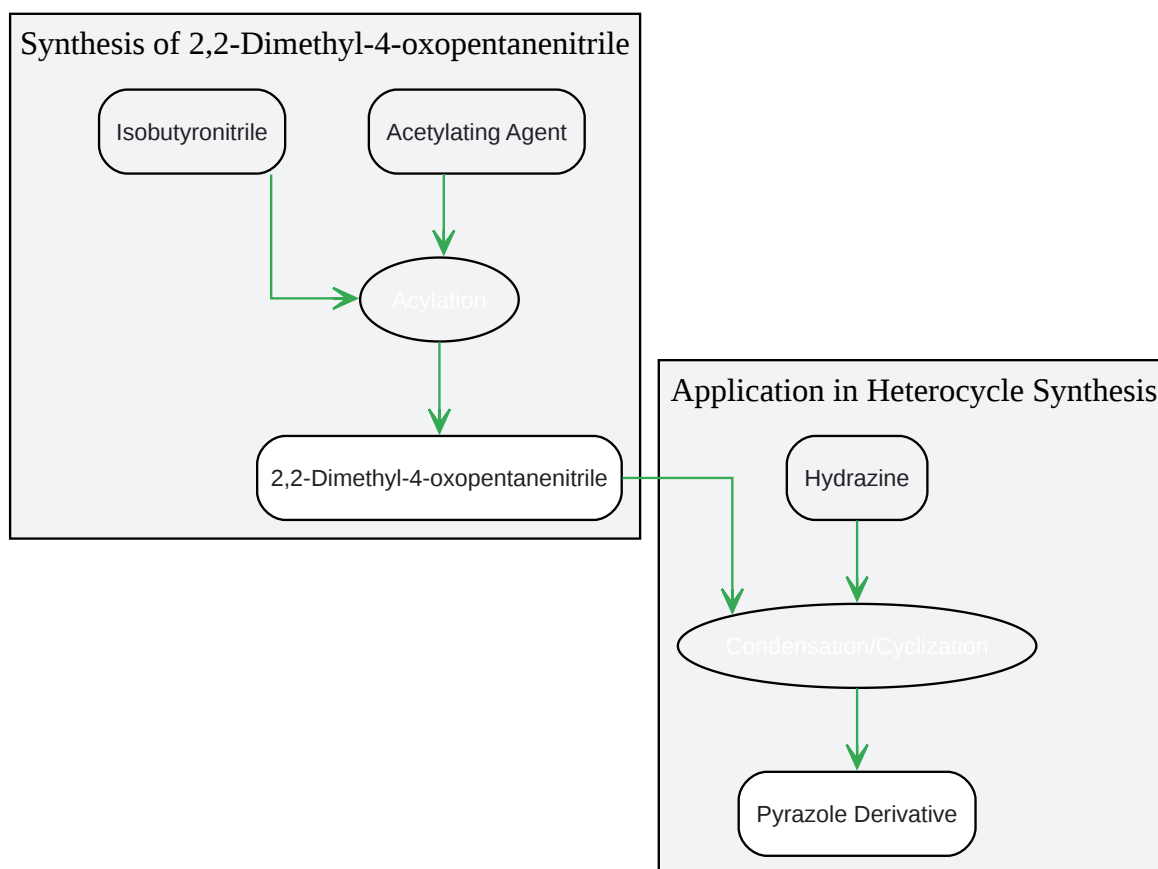 Synthesis of 2,2-Dimethyl-4-oxopentanenitrile
Isobutyronitrile
Acetylating Agent
Acylation
2,2-Dimethyl-4-oxopentanenitrile
Application in Heterocycle Synthesis
Hydrazine
Condensation/Cyclization
Pyrazole Derivative